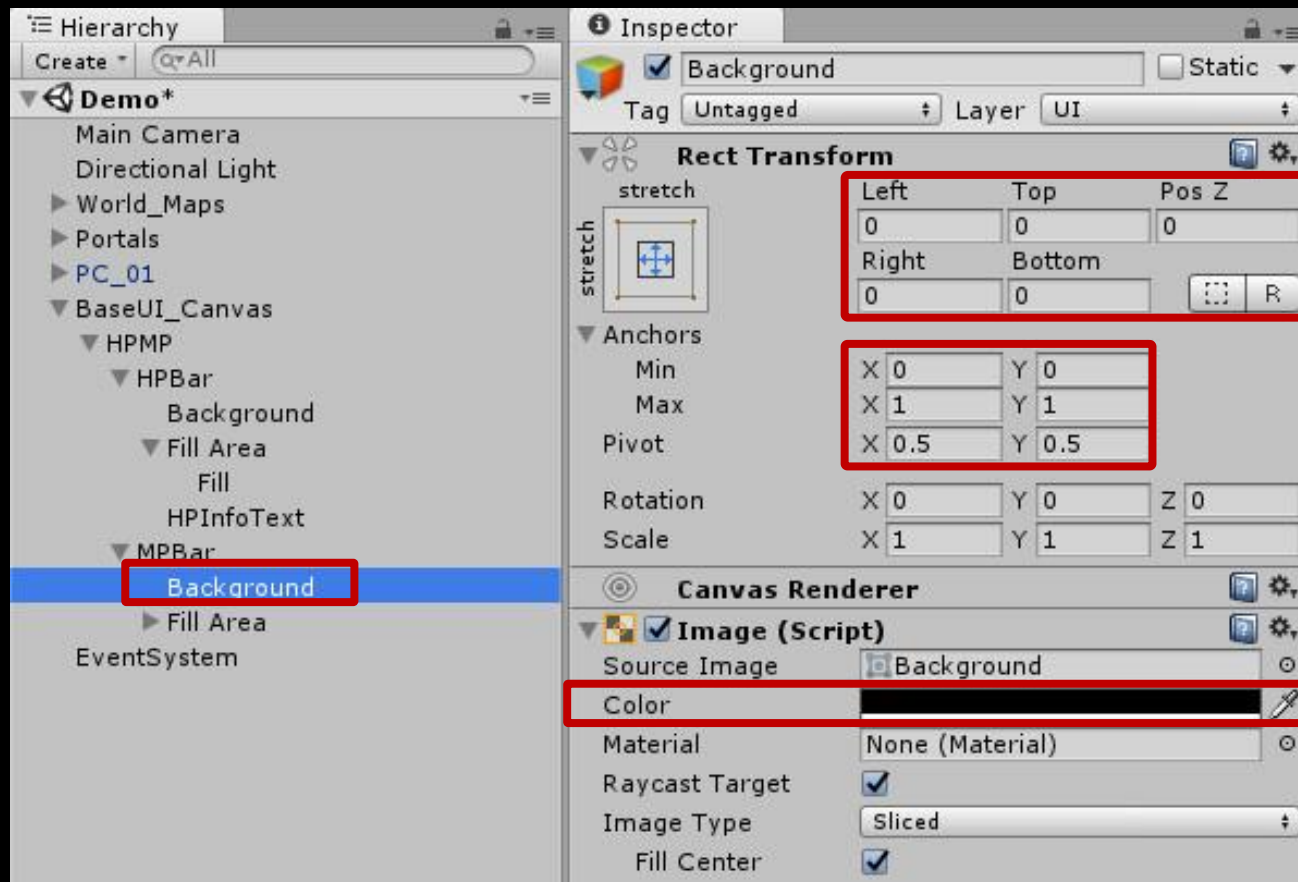 Hierarchy
Create All
Demo*
Main Camera
Directional Light
World_Maps
Portals
PC_01
BaseUI_Canvas
HPMP
HPBar
Background
Fill Area
Fill
HPInfoText
MPBar
Background
Fill Area
EventSystem
Inspector
Background Static
Tag Untagged Layer UI
Rect Transform
stretch
stretch
Left Top Pos Z
0 0 0
Right Bottom
0 0 R
Anchors
Min X 0 Y 0
Max X 1 Y 1
Pivot X 0.5 Y 0.5
Rotation X 0 Y 0 Z 0
Scale X 1 Y 1 Z 1
Canvas Renderer
Image (Script)
Source Image Background
Color
Material None (Material)
Raycast Target
Image Type Sliced
Fill Center